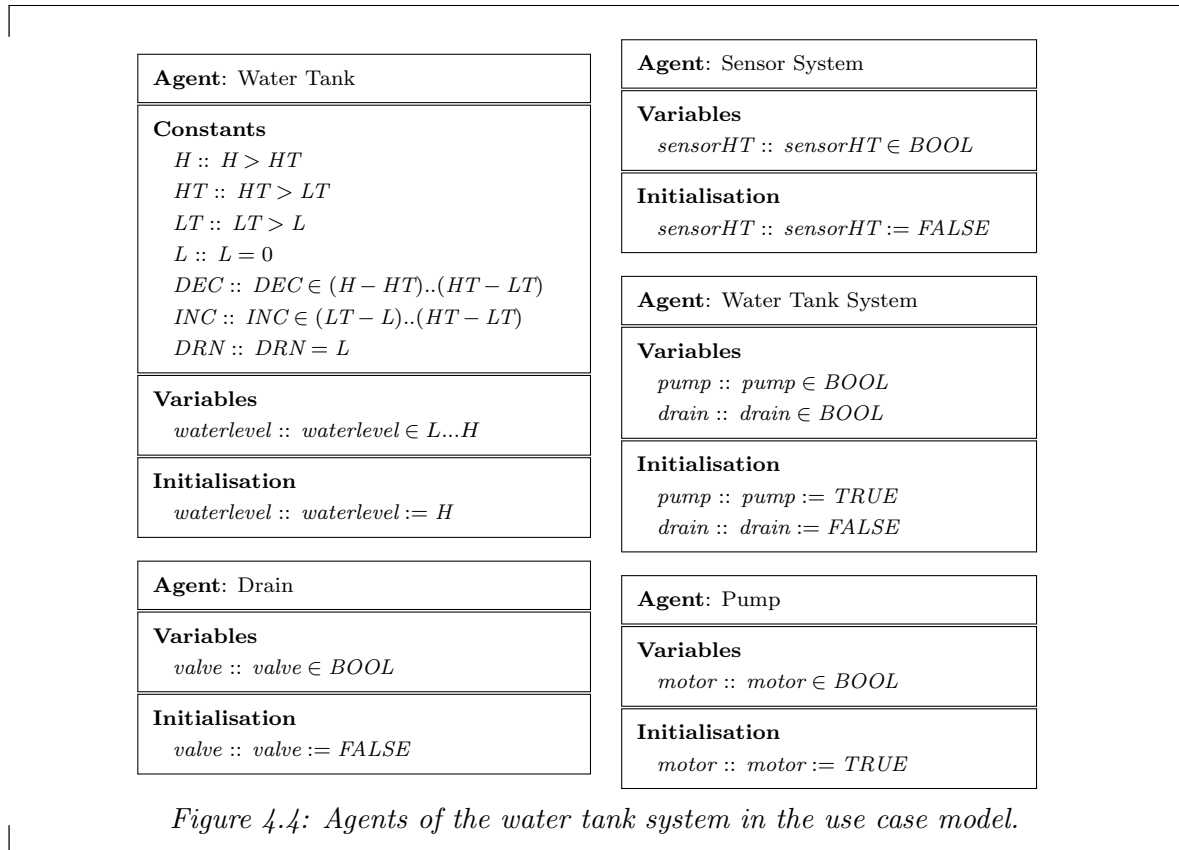 Agent: Water Tank
Constants
H :: H > HT
HT :: HT > LT
LT :: LT > L
L :: L = 0
DEC :: DEC ∈ (H − HT)..(HT − LT)
INC :: INC ∈ (LT − L)..(HT − LT)
DRN :: DRN = L
Variables
waterlevel :: waterlevel ∈ L...H
Initialisation
waterlevel :: waterlevel := H
Agent: Drain
Variables
valve :: valve ∈ BOOL
Initialisation
valve :: valve := FALSE
Agent: Sensor System
Variables
sensorHT :: sensorHT ∈ BOOL
Initialisation
sensorHT :: sensorHT := FALSE
Agent: Water Tank System
Variables
pump :: pump ∈ BOOL
drain :: drain ∈ BOOL
Initialisation
pump :: pump := TRUE
drain :: drain := FALSE
Agent: Pump
Variables
motor :: motor ∈ BOOL
Initialisation
motor :: motor := TRUE
Figure 4.4: Agents of the water tank system in the use case model.